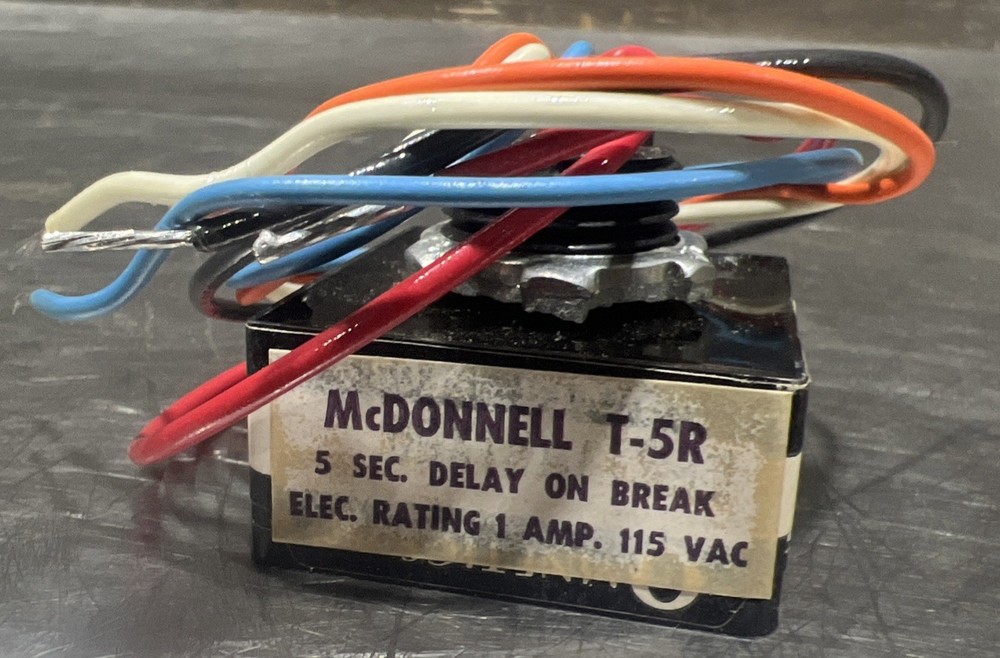 McDONNELL T-5R
5 SEC. DELAY ON BREAK
ELEC. RATING 1 AMP. 115 VAC